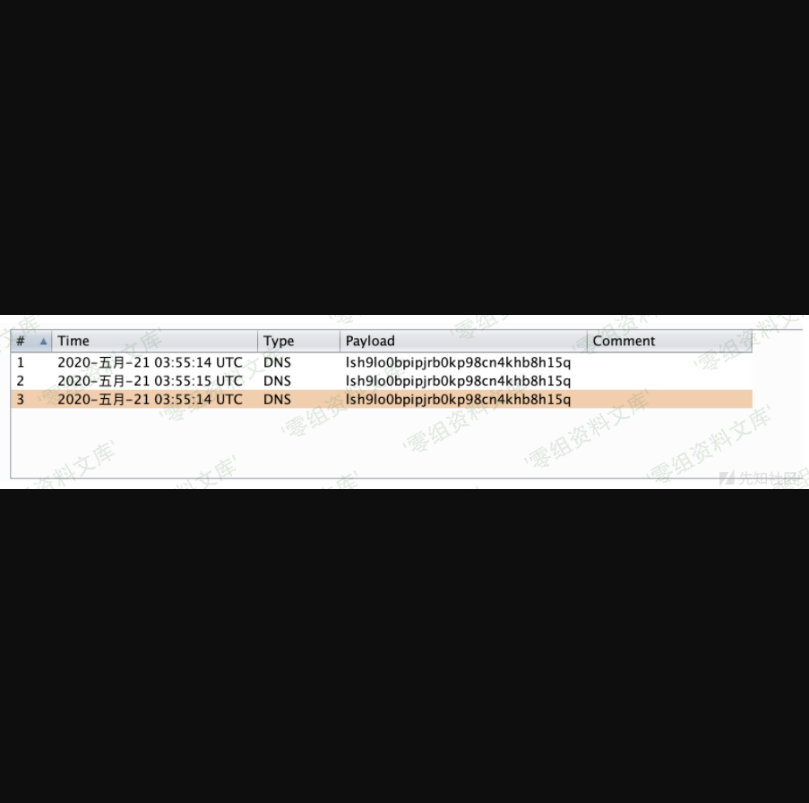 # Time Type Payload Comment
1 2020-五月-21 03:55:14 UTC DNS lsh9lo0bpipjrb0kp98cn4khb8h15q
2 2020-五月-21 03:55:15 UTC DNS lsh9lo0bpipjrb0kp98cn4khb8h15q
3 2020-五月-21 03:55:14 UTC DNS lsh9lo0bpipjrb0kp98cn4khb8h15q
'零组资料文库'
先知社区